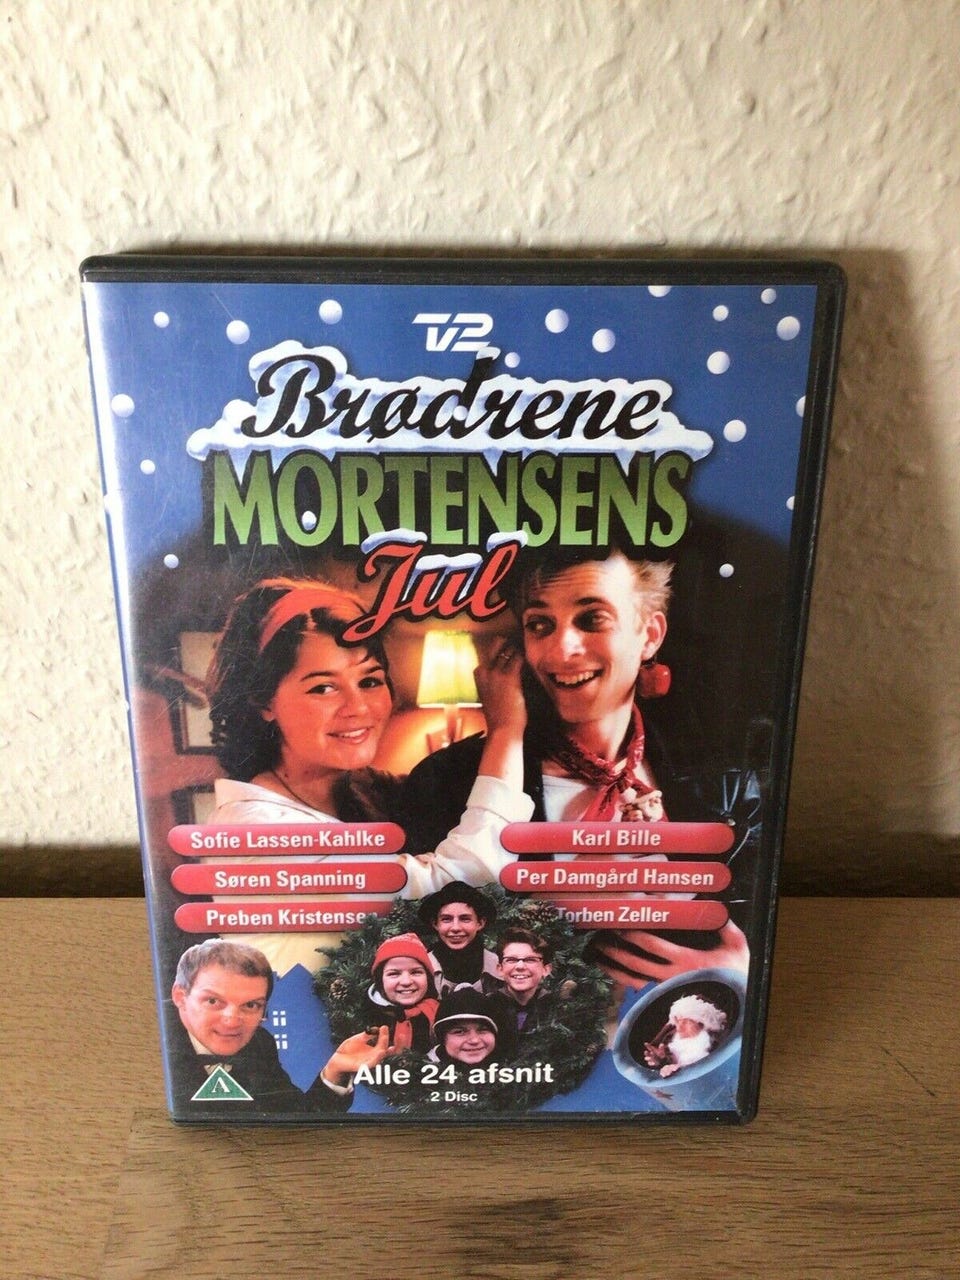 TV2
Brødrene
MORTENSENS
Jul
Sofie Lassen-Kahlke
Karl Bille
Søren Spanning
Per Damgård Hansen
Preben Kristense
Torben Zeller
A
Alle 24 afsnit
2 Disc